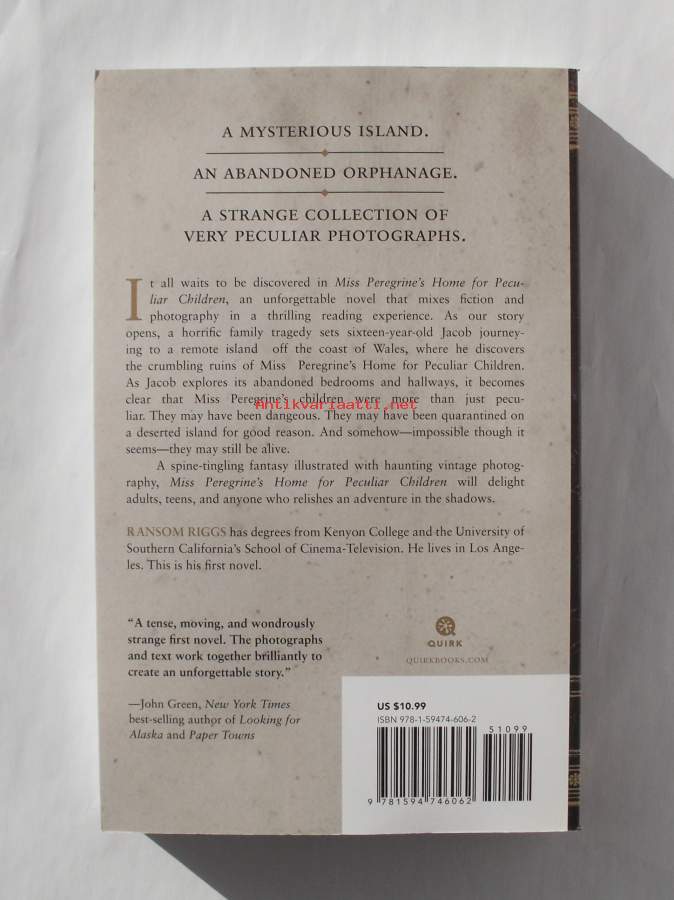 A MYSTERIOUS ISLAND.
AN ABANDONED ORPHANAGE.
A STRANGE COLLECTION OF
VERY PECULIAR PHOTOGRAPHS.
It all waits to be discovered in Miss Peregrine's Home for Pecu-
liar Children, an unforgettable novel that mixes fiction and
photography in a thrilling reading experience. As our story
opens, a horrific family tragedy sets sixteen-year-old Jacob journey-
ing to a remote island off the coast of Wales, where he discovers
the crumbling ruins of Miss Peregrine's Home for Peculiar Children.
As Jacob explores its abandoned bedrooms and hallways, it becomes
clear that Miss Peregrine's children were more than just pecu-
Antikvariaatti.net
liar. They may have been dangeous. They may have been quarantined on
a deserted island for good reason. And somehow—impossible though it
seems—they may still be alive.
A spine-tingling fantasy illustrated with haunting vintage photog-
raphy, Miss Peregrine's Home for Peculiar Children will delight
adults, teens, and anyone who relishes an adventure in the shadows.
RANSOM RIGGS has degrees from Kenyon College and the University of
Southern California's School of Cinema-Television. He lives in Los Ange-
les. This is his first novel.
"A tense, moving, and wondrously
strange first novel. The photographs
and text work together brilliantly to
create an unforgettable story."
—John Green, New York Times
best-selling author of Looking for
Alaska and Paper Towns
QUIRK
QUIRKBOOKS.COM
US $10.99
ISBN 978-1-59474-606-2
51099
9 781594 746062